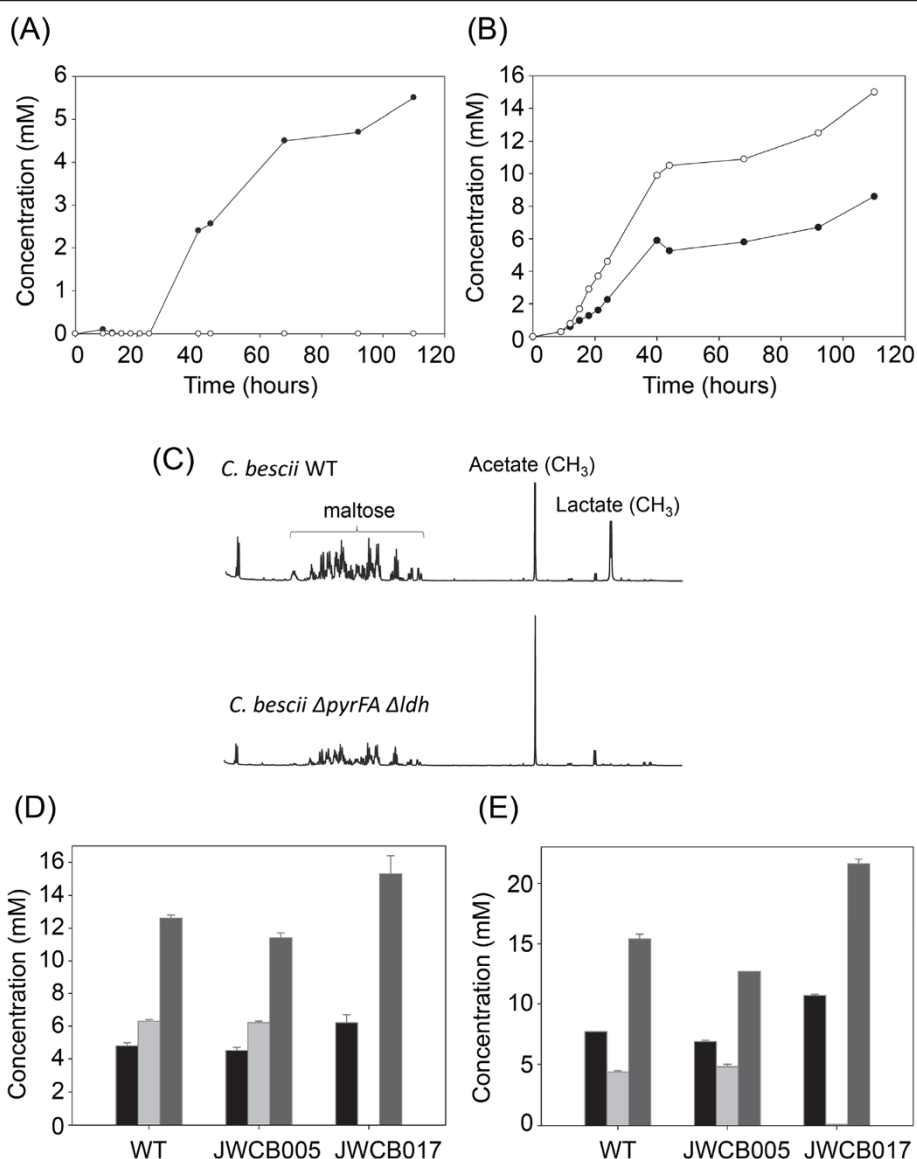 (A)
Concentration (mM)
6
5
4
3
2
1
0
0 20 40 60 80 100 120
Time (hours)
(B)
Concentration (mM)
16
14
12
10
8
6
4
2
0
0 20 40 60 80 100 120
Time (hours)
(C)
C. bescii WT
maltose
Acetate (CH₃)
Lactate (CH₃)
C. bescii ΔpyrFA Δldh
(D)
Concentration (mM)
16
14
12
10
8
6
4
2
0
WT JWCB005 JWCB017
(E)
Concentration (mM)
20
15
10
5
0
WT JWCB005 JWCB017